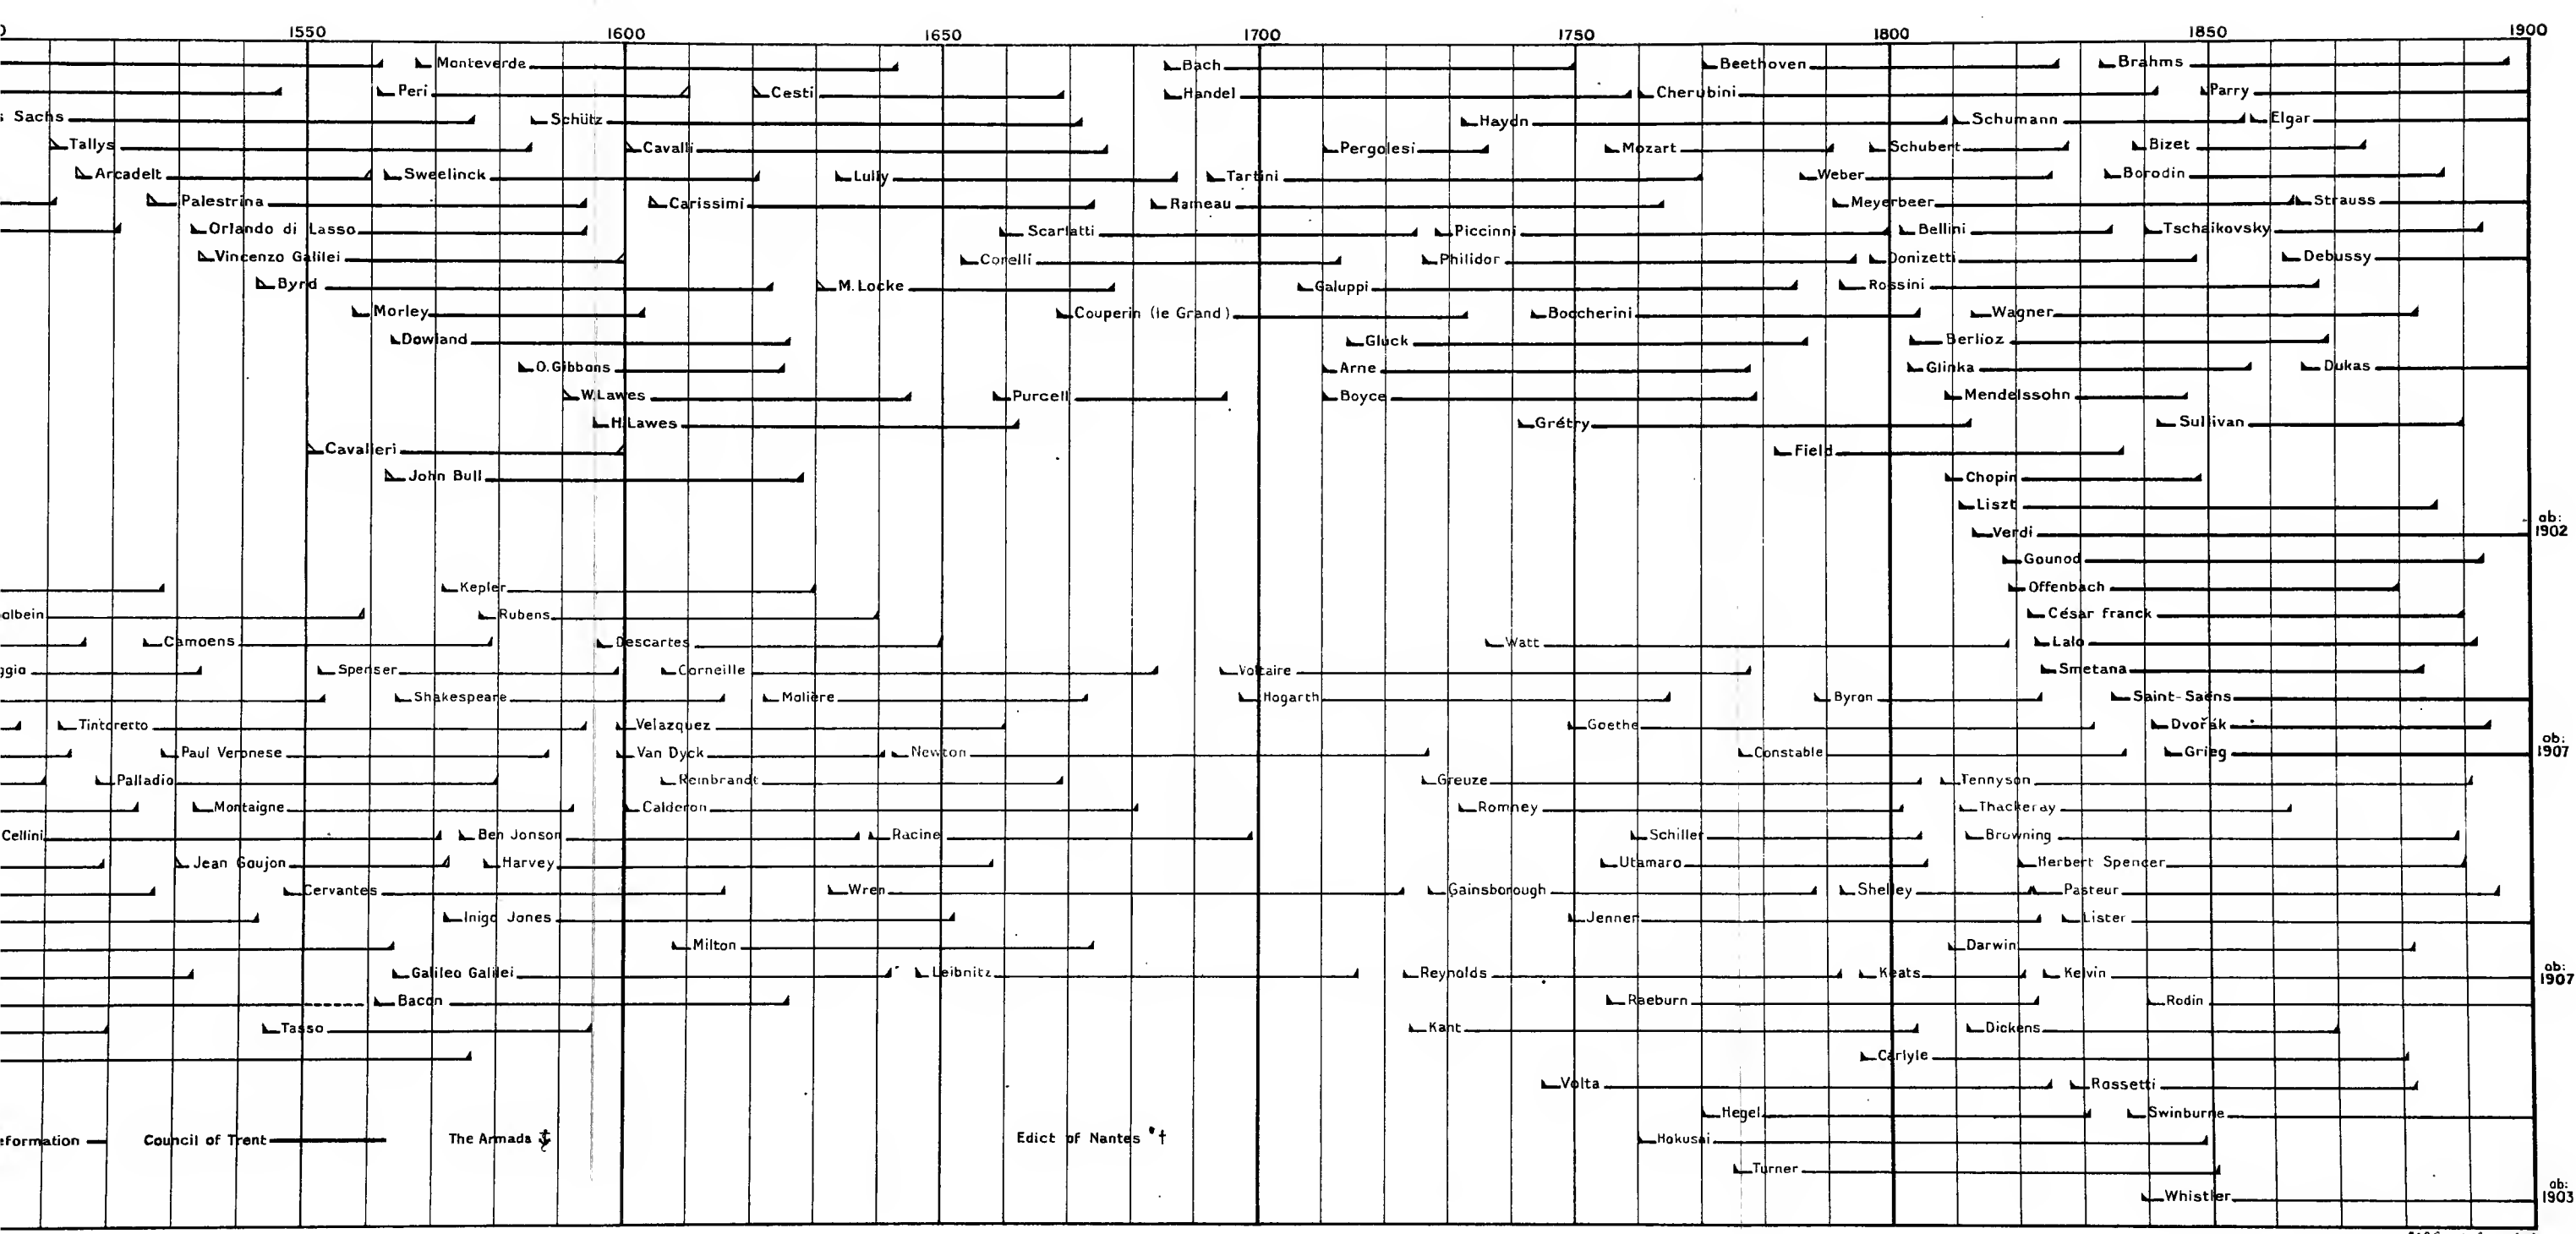 1550 1600 1650 1700 1750 1800 1850 1900
Monteverde Bach Beethoven Brahms
Peri Cesti Handel Cherubini Parry
Sachs Schütz Haydn Schumann Elgar
Tallys Cavalli Pergolesi Mozart Schubert Bizet
Arcadelt Sweelinck Lully Tartini Weber Borodin
Palestrina Carissimi Rameau Meyerbeer Strauss
Orlando di Lasso Scarlatti Piccinni Bellini Tschaikovsky
Vincenzo Galilei Corelli Philidor Donizetti Debussy
Byrd M. Locke Galuppi Rossini
Morley Couperin (le Grand) Boccherini Wagner
Dowland Gluck Berlioz
O. Gibbons Arne Glinka Dukas
W. Lawes Purcell Boyce Mendelssohn
H. Lawes Grétry Sullivan
Cavalieri Field
John Bull Chopin
Liszt
Verdi ob: 1902
Gounod
Kepler Offenbach
olbein Rubens César franck
Camoens Descartes Watt Lalo
ggio Spenser Corneille Voltaire Smetana
Shakespeare Molière Hogarth Byron Saint-Saëns
Tintoretto Velazquez Goethe Dvořák
Paul Veronese Van Dyck Newton Constable Grieg ob: 1907
Palladio Rembrandt Greuze Tennyson
Montaigne Calderon Romney Thackeray
Cellini Ben Jonson Racine Schiller Browning
Jean Goujon Harvey Utamaro Herbert Spencer
Cervantes Wren Gainsborough Shelley Pasteur
Inigo Jones Jenner Lister
Milton Darwin
Galileo Galilei Leibnitz Reynolds Keats Kelvin ob: 1907
Bacon Raeburn Rodin
Tasso Kant Dickens
Carlyle
Volta Rossetti
Hegel Swinburne
eformation Council of Trent The Armada Edict of Nantes Hokusai
Turner
Whistler ob: 1903